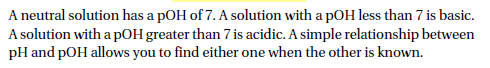 A neutral solution has a pOH of 7. A solution with a pOH less than 7 is basic.
A solution with a pOH greater than 7 is acidic. A simple relationship between
pH and pOH allows you to find either one when the other is known.